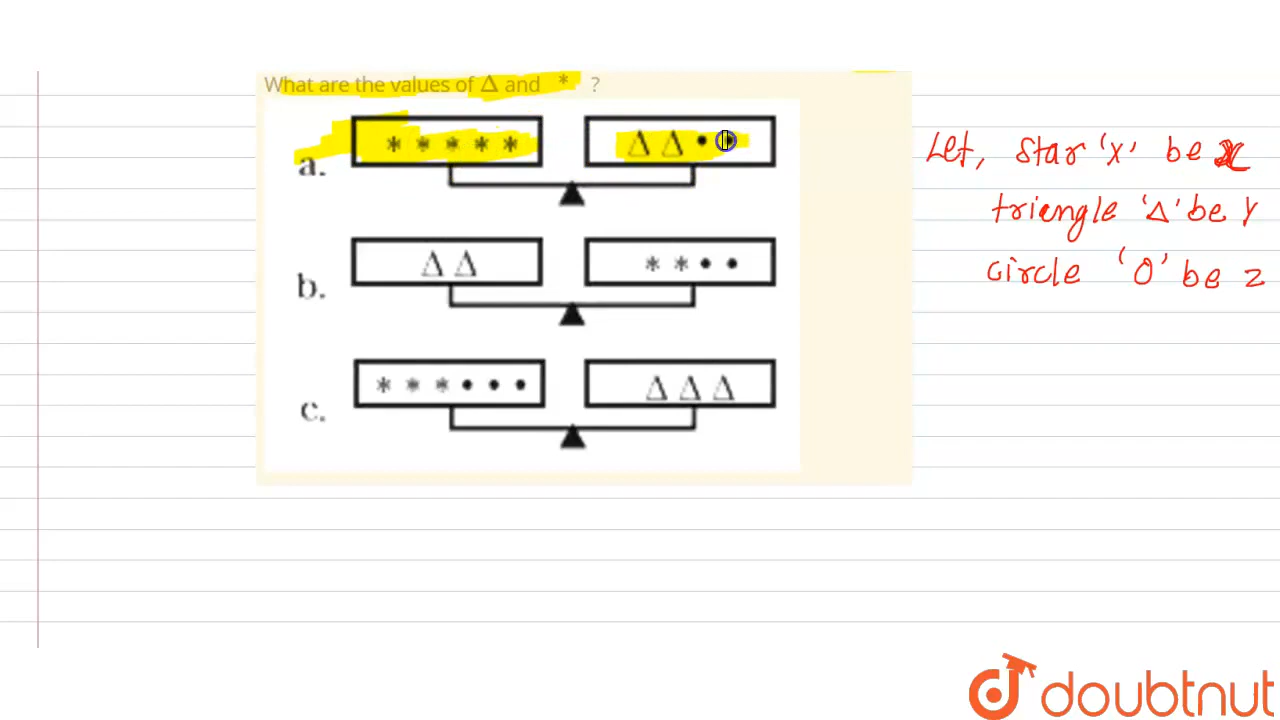 What are the values of Δ and * ?
a. * * * * * Δ Δ • •
b. Δ Δ * * • •
c. * * * • • • Δ Δ Δ
Let, star 'x' be x
triangle 'Δ' be y
circle 'O' be z
doubtnut